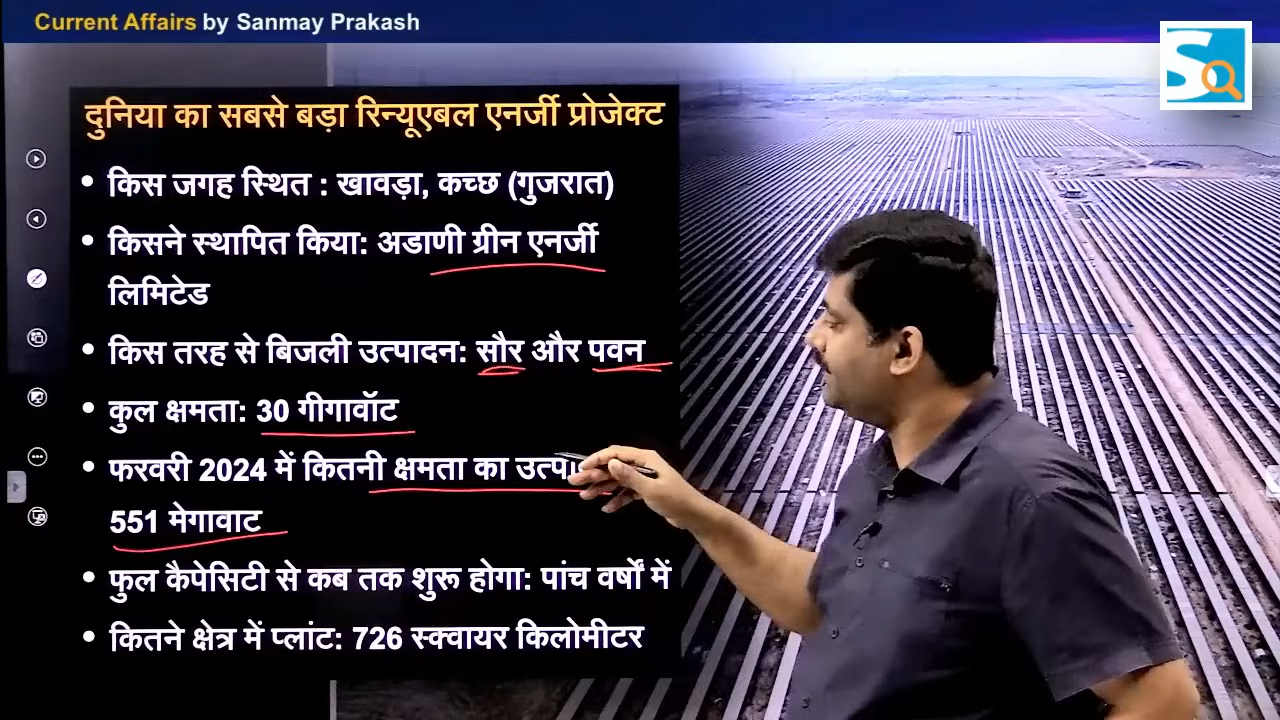 Current Affairs by Sanmay Prakash
दुनिया का सबसे बड़ा रिन्यूएबल एनर्जी प्रोजेक्ट
• किस जगह स्थित : खावड़ा, कच्छ (गुजरात)
• किसने स्थापित किया: अडाणी ग्रीन एनर्जी
लिमिटेड
• किस तरह से बिजली उत्पादन: सौर और पवन
• कुल क्षमता: 30 गीगावॉट
• फरवरी 2024 में कितनी क्षमता का
551 मेगावाट
• फुल कैपेसिटी से कब तक शुरू होगा: पांच वर्षों में
• कितने क्षेत्र में प्लांट: 726 स्क्वायर किलोमीटर